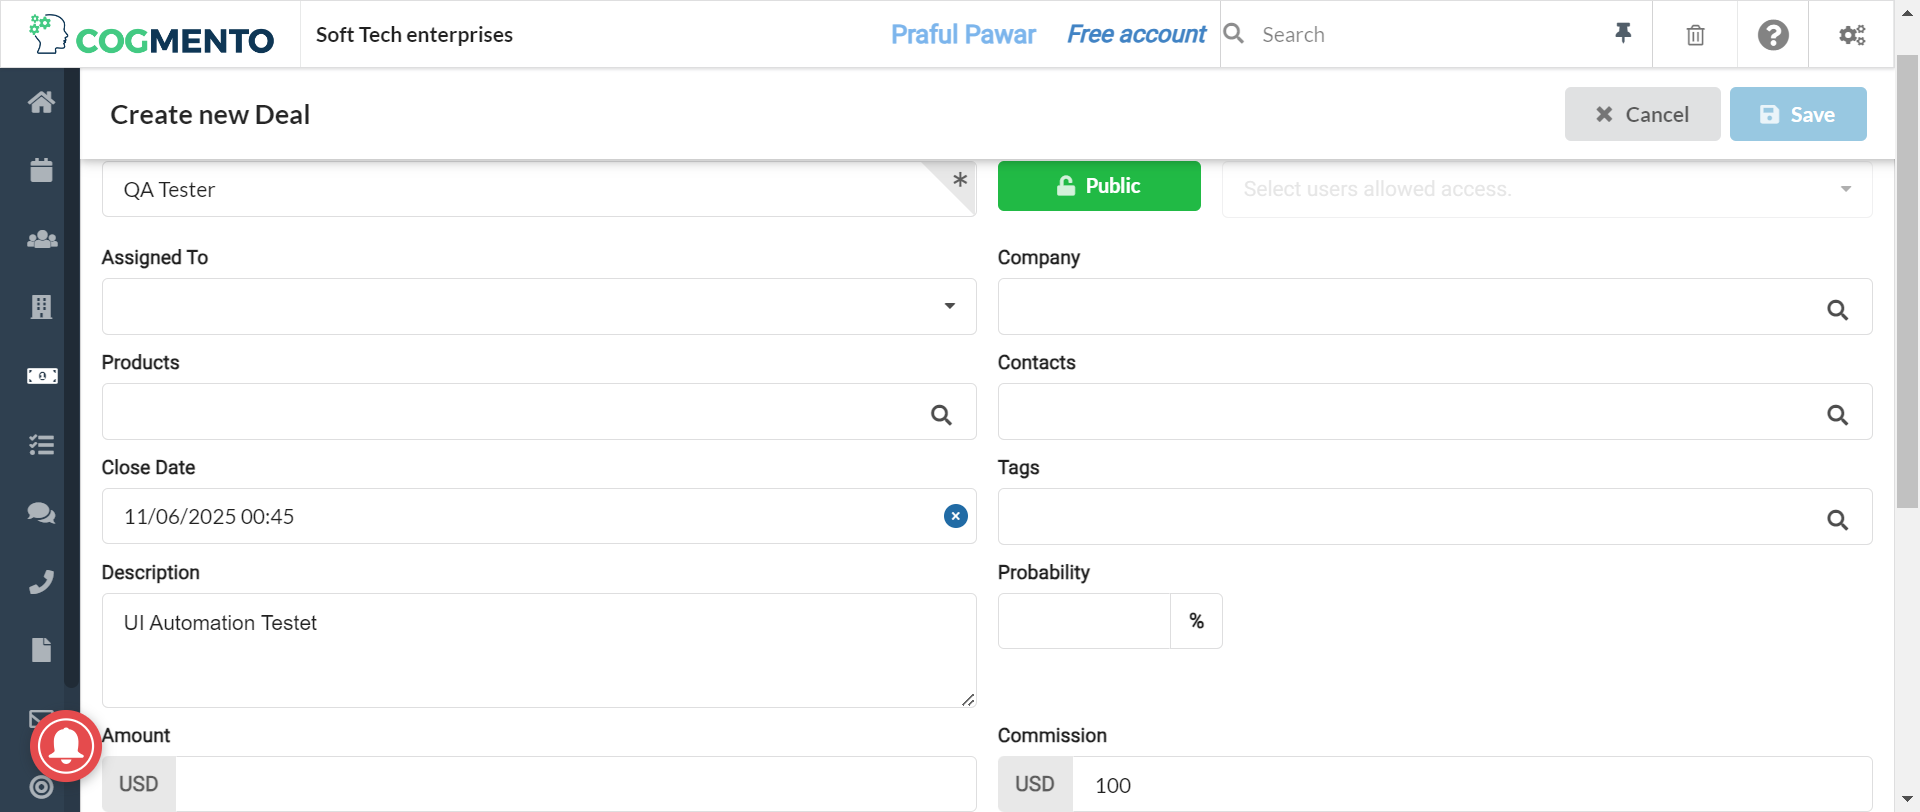 COGMENTO Soft Tech enterprises Praful Pawar Free account Search
Create new Deal Cancel Save
QA Tester * Public Select users allowed access.
Assigned To Company
Products Contacts
Close Date Tags
11/06/2025 00:45
Description Probability
UI Automation Testet %
Amount Commission
USD USD 100